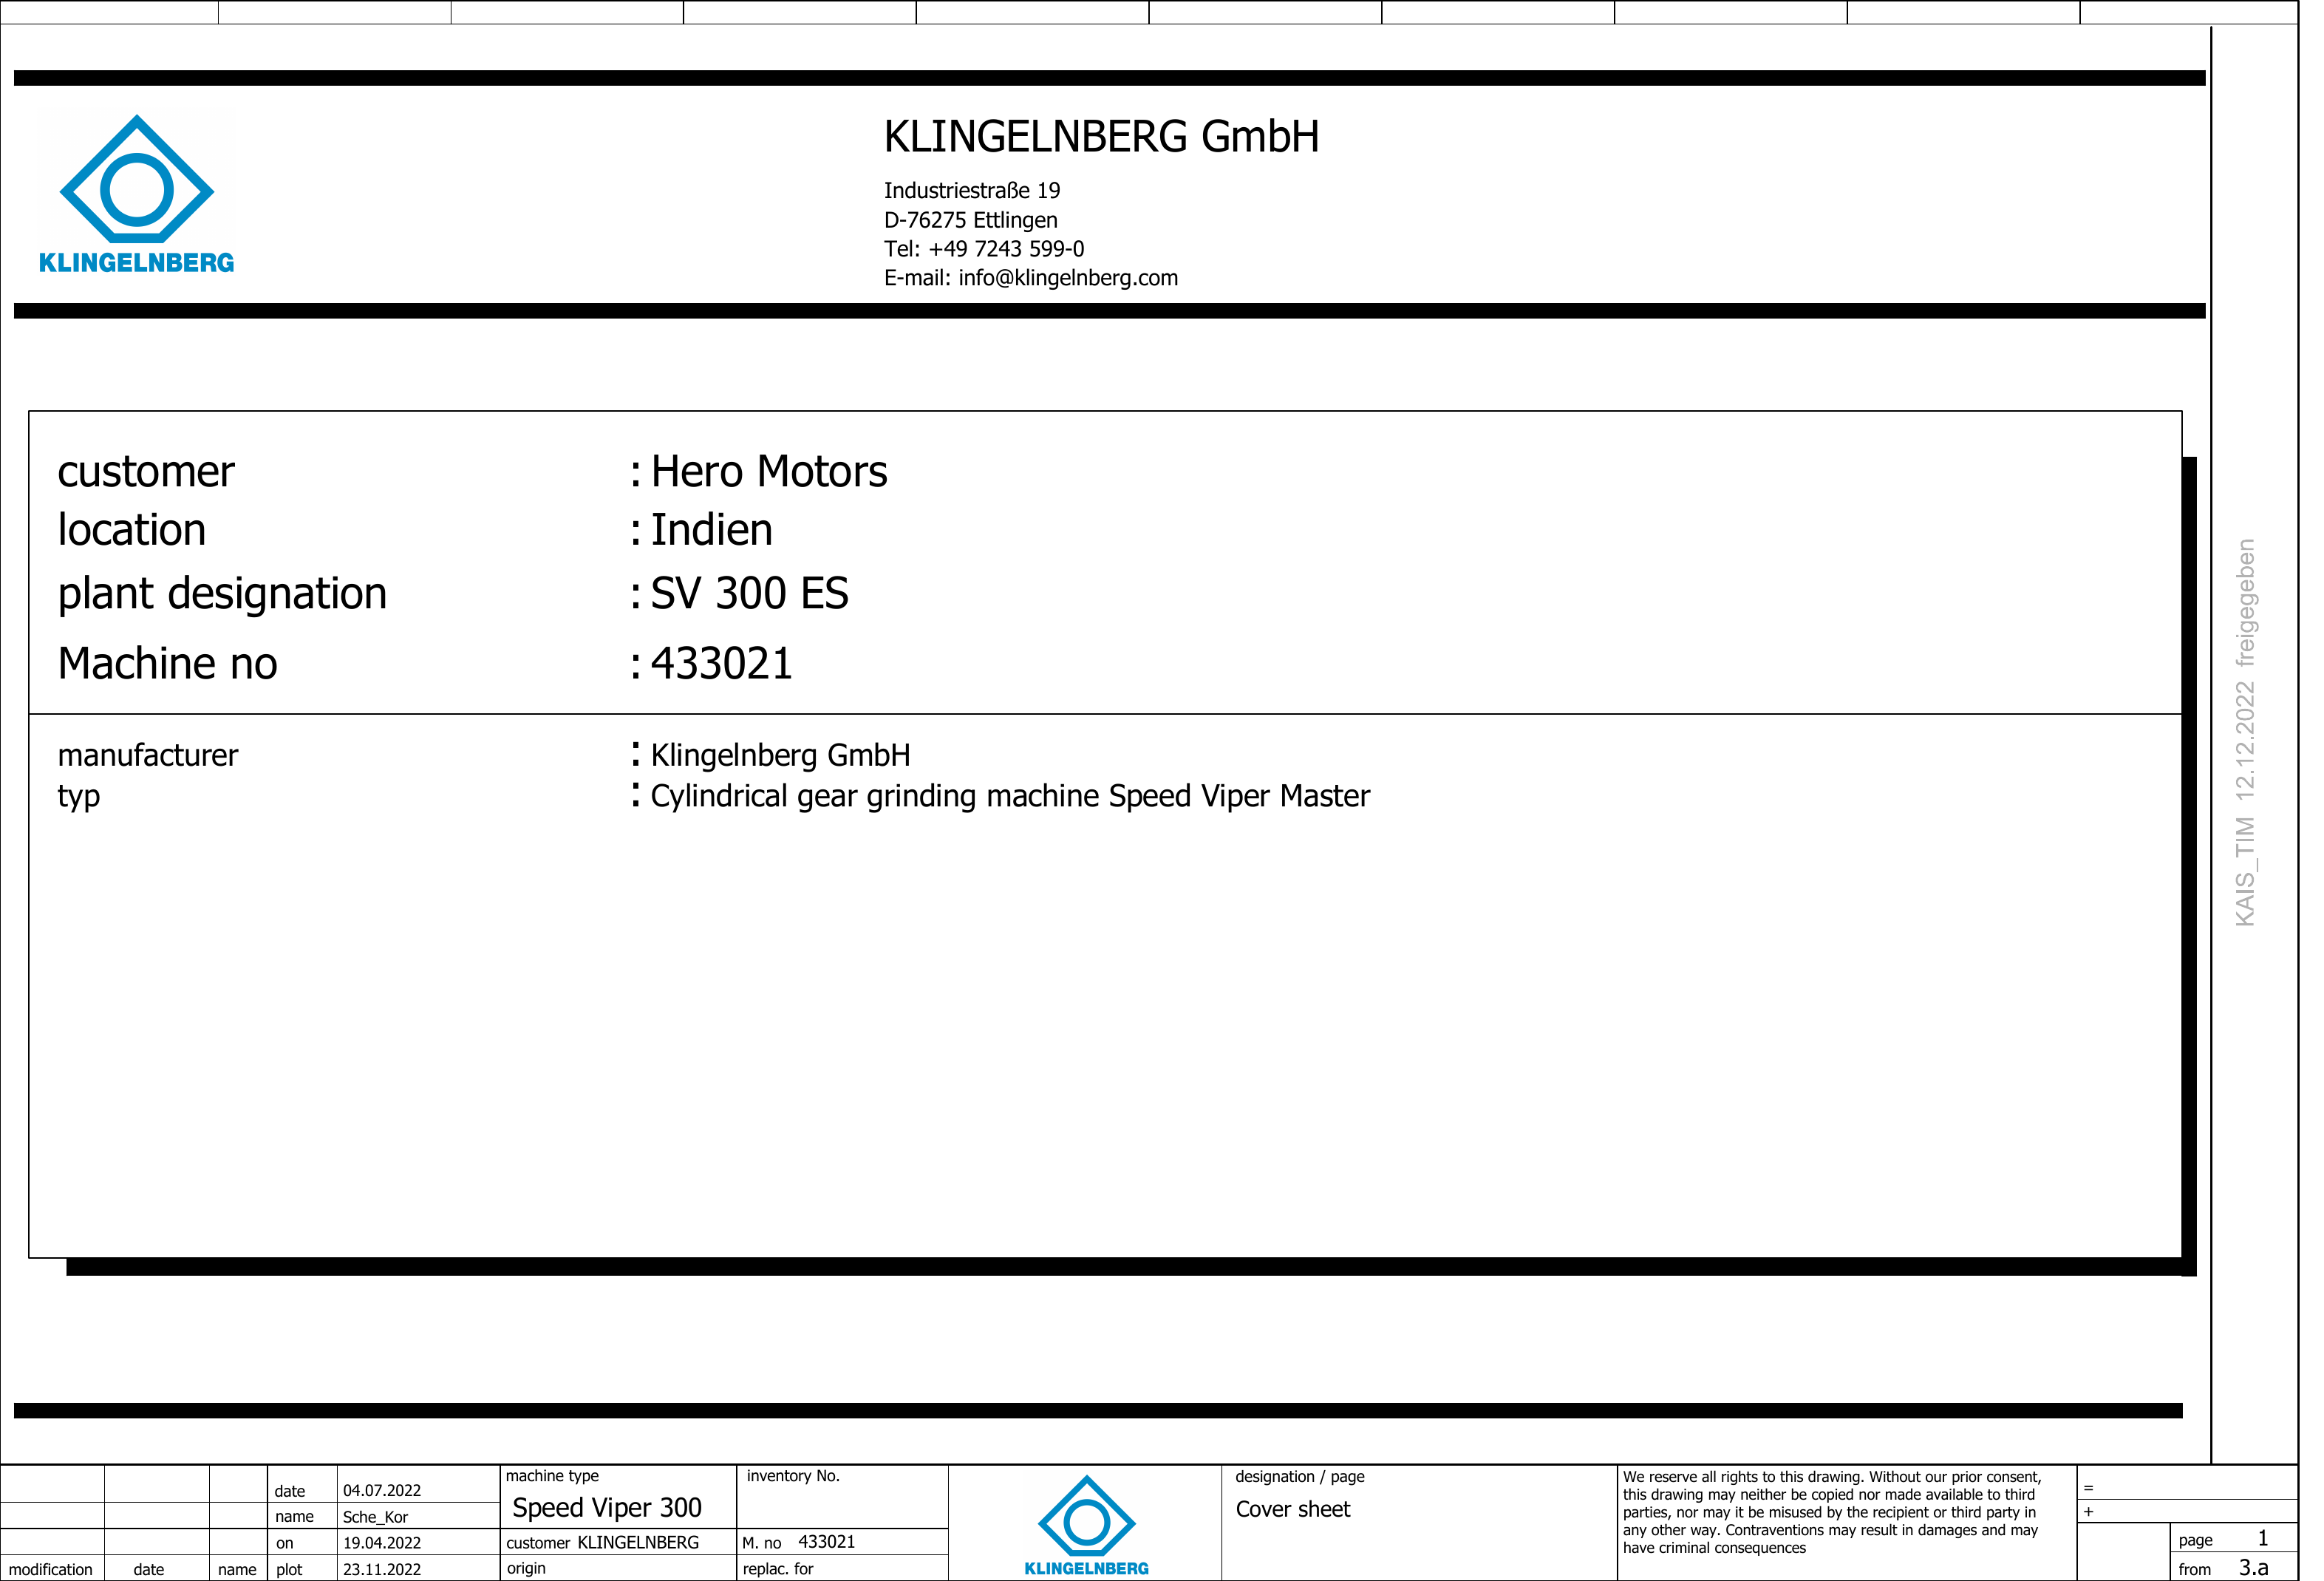 KLINGELNBERG
KLINGELNBERG GmbH
Industriestraße 19
D-76275 Ettlingen
Tel: +49 7243 599-0
E-mail: info@klingelnberg.com
customer : Hero Motors
location : Indien
plant designation : SV 300 ES
Machine no : 433021
manufacturer : Klingelnberg GmbH
typ : Cylindrical gear grinding machine Speed Viper Master
KAIS_TIM 12.12.2022 freigegeben
date 04.07.2022
name Sche_Kor
on 19.04.2022
modification date name plot 23.11.2022
machine type
Speed Viper 300
customer KLINGELNBERG
origin
inventory No.
M. no 433021
replac. for
KLINGELNBERG
designation / page
Cover sheet
We reserve all rights to this drawing. Without our prior consent,
this drawing may neither be copied nor made available to third
parties, nor may it be misused by the recipient or third party in
any other way. Contraventions may result in damages and may
have criminal consequences
=
+
page 1
from 3.a